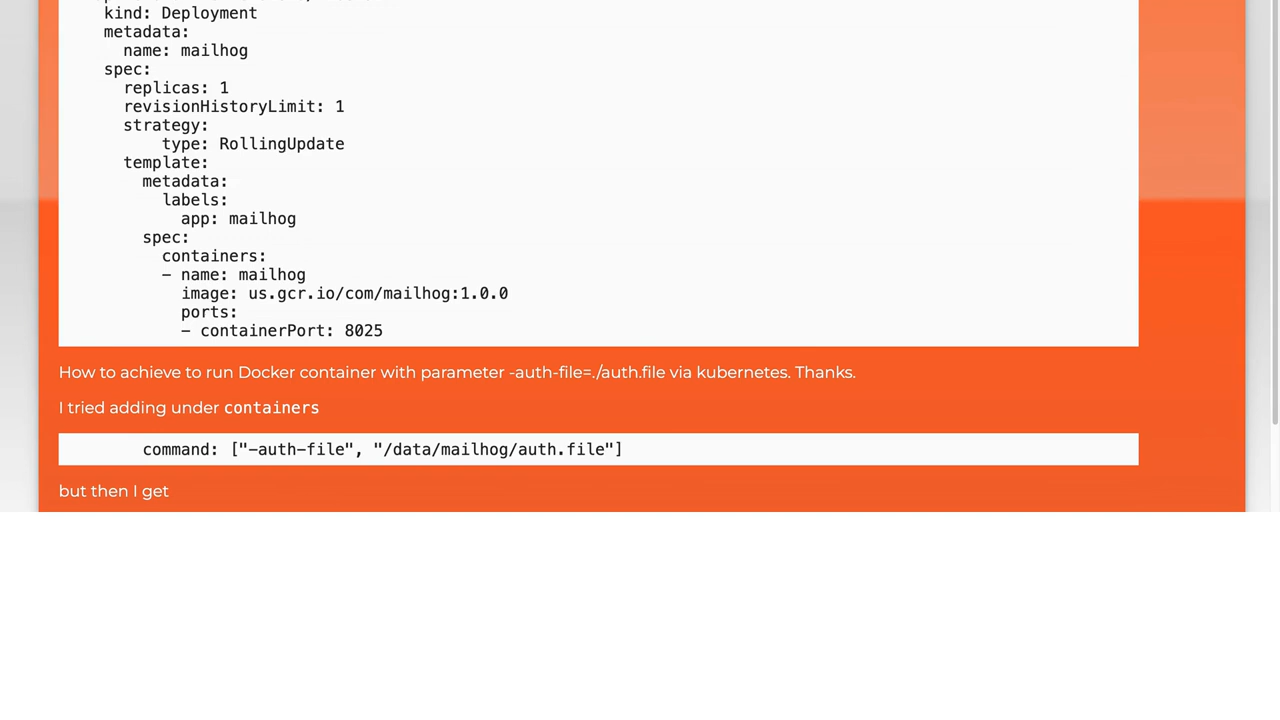 kind: Deployment
metadata:
name: mailhog
spec:
replicas: 1
revisionHistoryLimit: 1
strategy:
type: RollingUpdate
template:
metadata:
labels:
app: mailhog
spec:
containers:
- name: mailhog
image: us.gcr.io/com/mailhog:1.0.0
ports:
- containerPort: 8025
How to achieve to run Docker container with parameter -auth-file=./auth.file via kubernetes. Thanks.
I tried adding under containers
command: ["-auth-file", "/data/mailhog/auth.file"]
but then I get